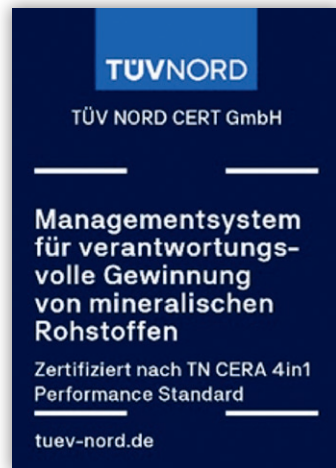 TÜVNORD
TÜV NORD CERT GmbH
Managementsystem
für verantwortungs-
volle Gewinnung
von mineralischen
Rohstoffen
Zertifiziert nach TN CERA 4in1
Performance Standard
tuev-nord.de